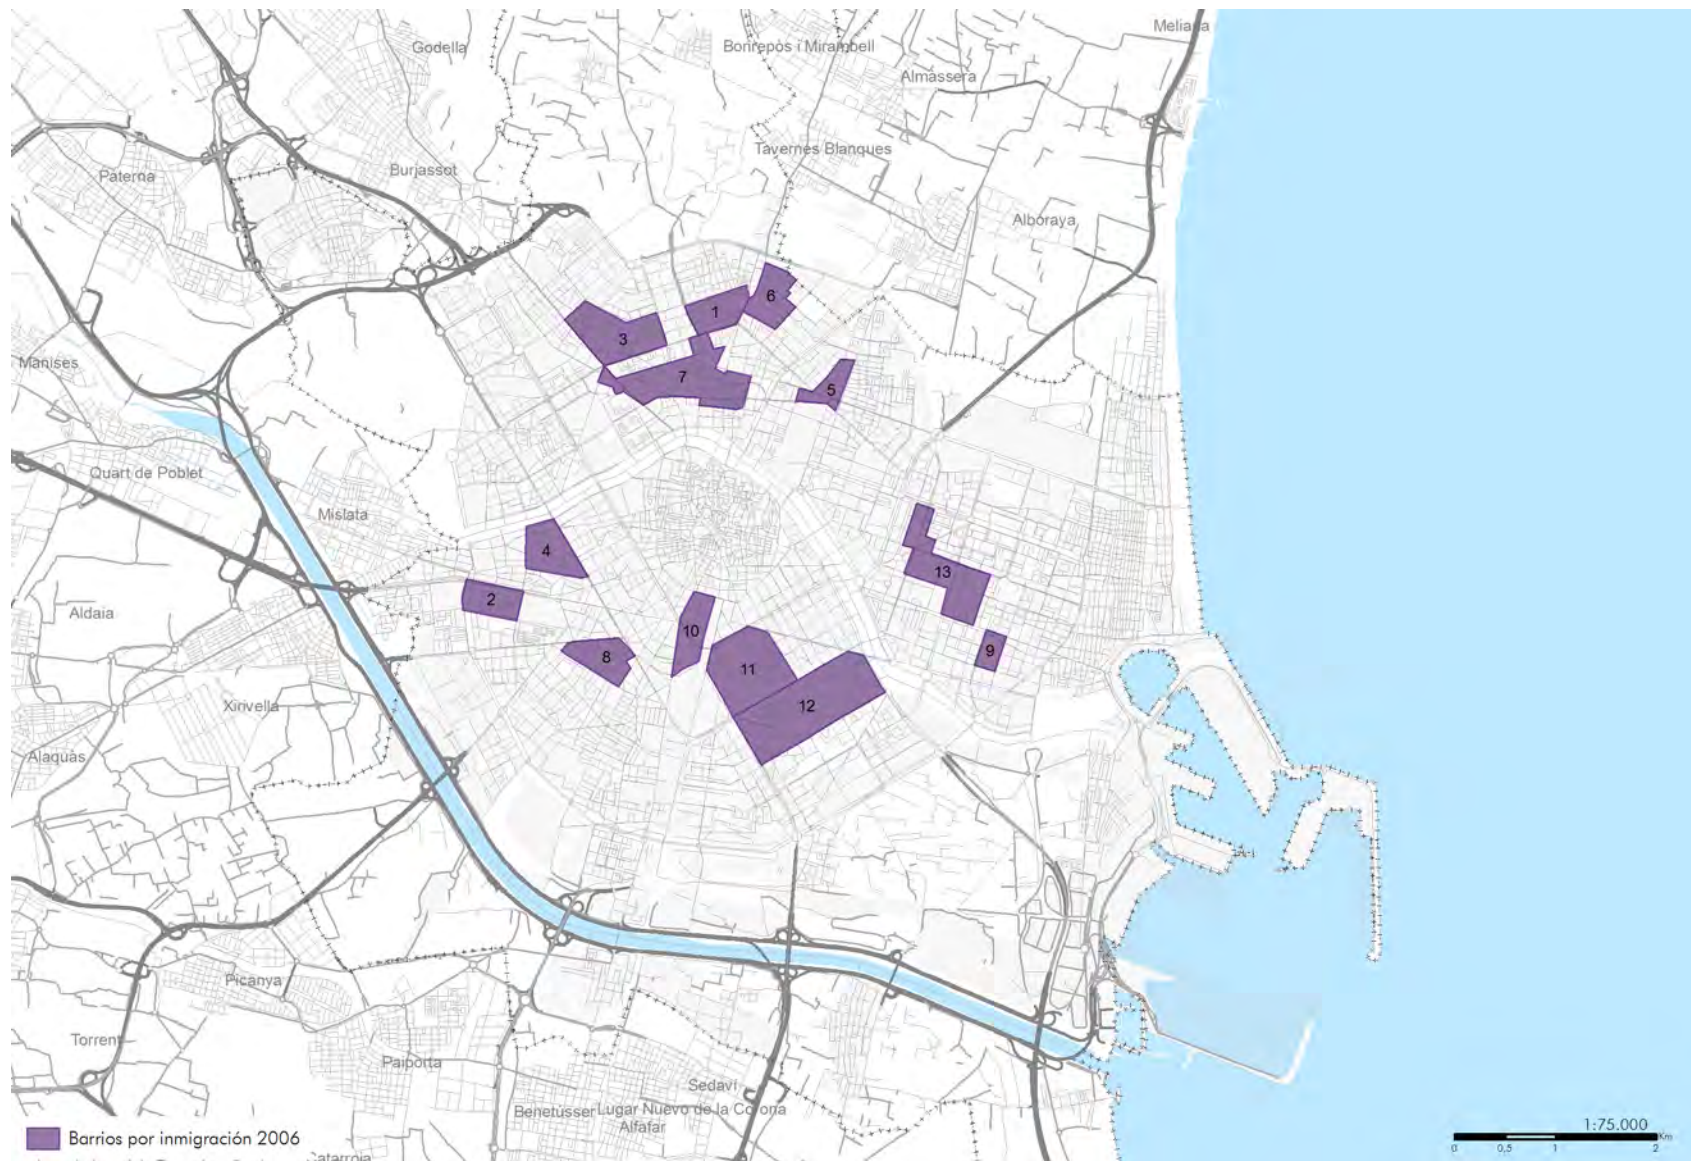 Meliana
Godella
Bonrepòs i Mirambell
Almàssera
Tavernes Blanques
Burjassot
Paterna
Alboraya
6
1
3
Manises
7
5
Quart de Poblet
Mislata
4
13
2
Aldaia
10
9
8
11
Xirivella
12
Alaquàs
Picanya
Torrent
Paiporta
Sedaví
Benetússer Lugar Nuevo de la Corona
Alfafar
Barrios por inmigración 2006
1:75.000
Km
0 0,5 1 2
Catarroja